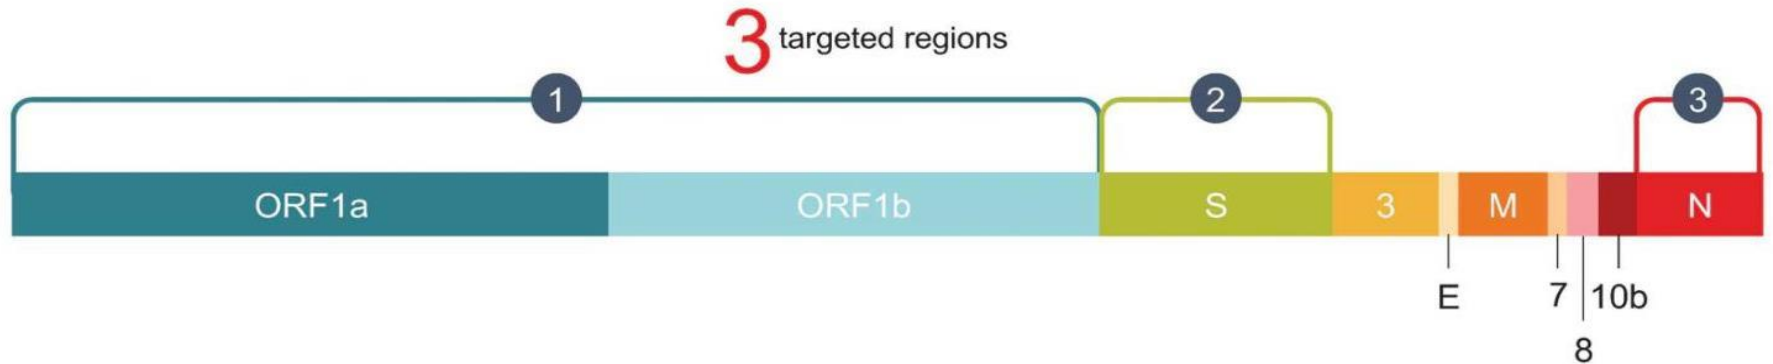 3 targeted regions
1 2 3
ORF1a ORF1b S 3 M N
E 7 10b
8